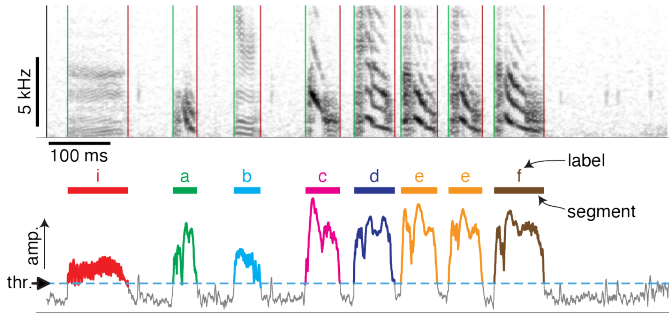 5 kHz
100 ms
i a b c d e e f
label
segment
amp.
thr.